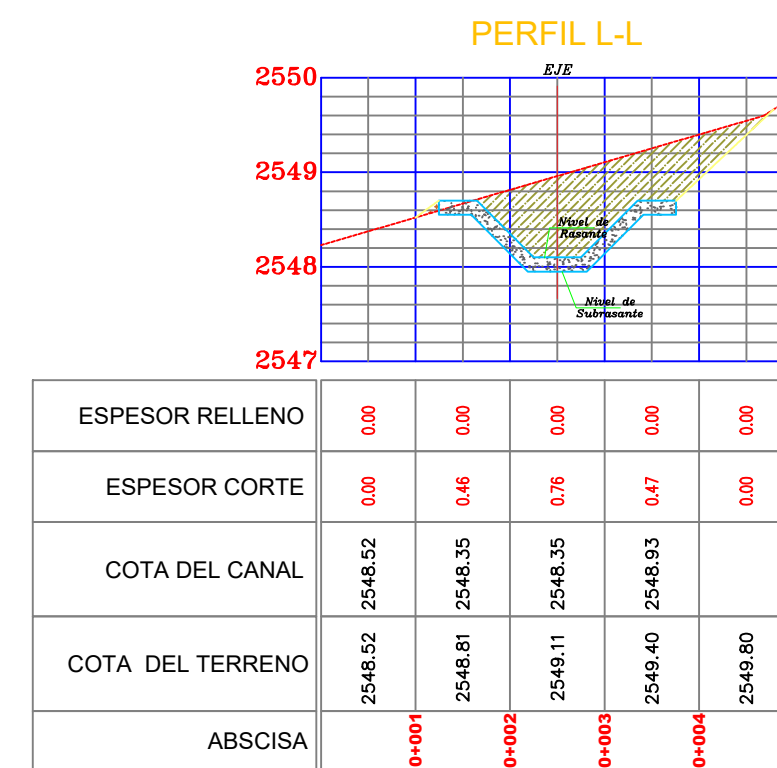 PERFIL L-L
EJE
2550
2549
2548
2547
Nivel de
Rasante
Nivel de
Subrasante
ESPESOR RELLENO 0.00 0.00 0.00 0.00 0.00
ESPESOR CORTE 0.00 0.46 0.76 0.47 0.00
COTA DEL CANAL 2548.52 2548.35 2548.35 2548.93
COTA DEL TERRENO 2548.52 2548.81 2549.11 2549.40 2549.80
ABSCISA 0+001 0+002 0+003 0+004